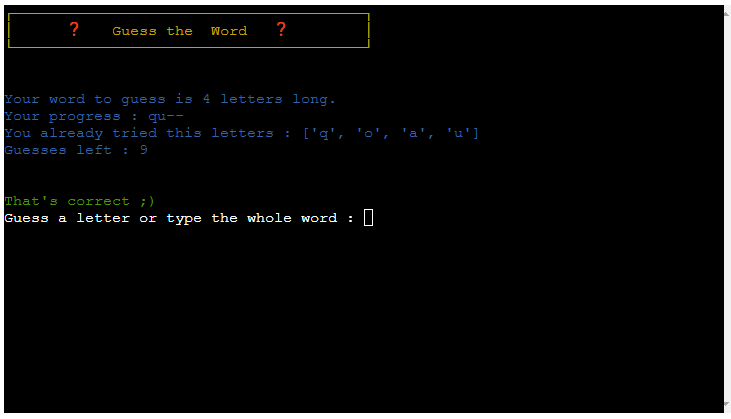 ❓ Guess the Word ❓
Your word to guess is 4 letters long.
Your progress : qu--
You already tried this letters : ['q', 'o', 'a', 'u']
Guesses left : 9
That's correct ;)
Guess a letter or type the whole word :